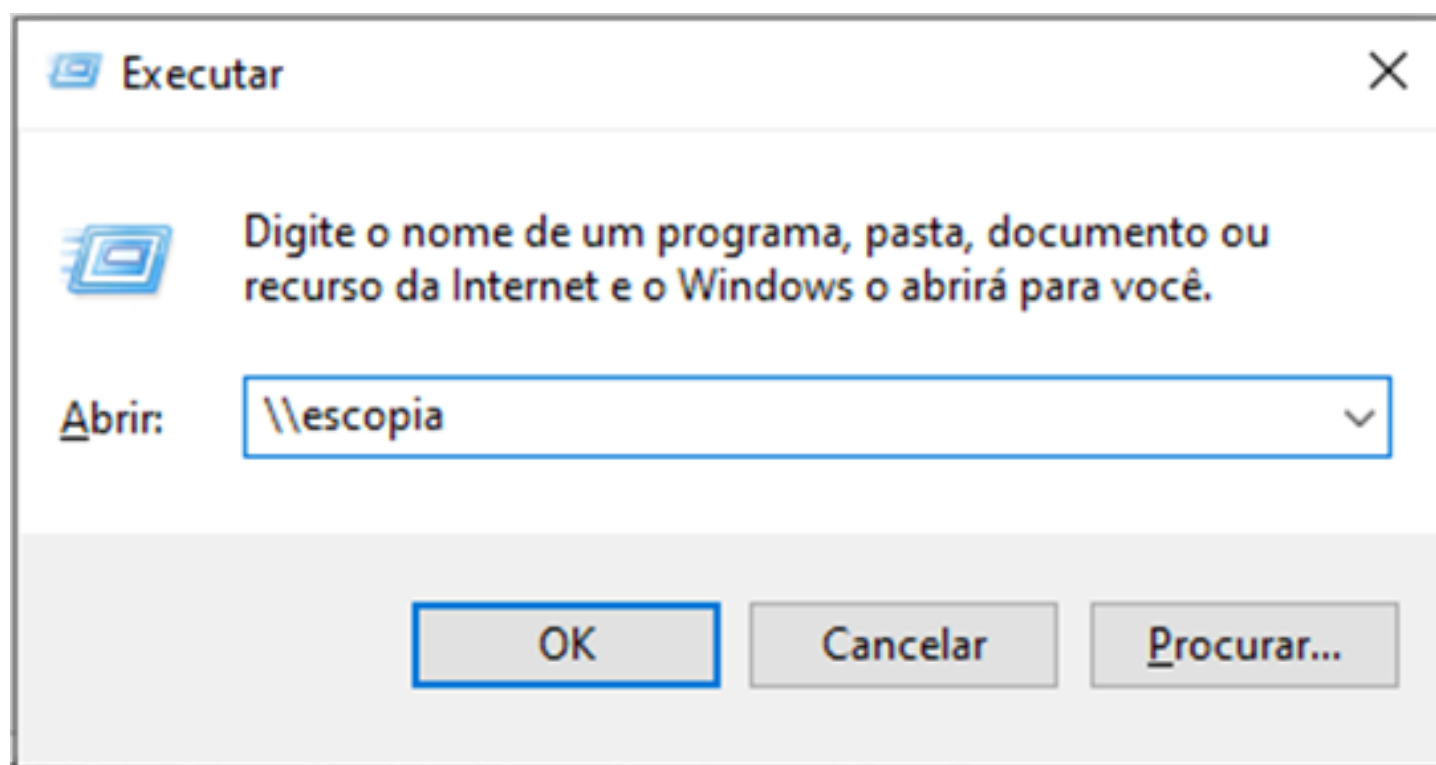 Executar
Digite o nome de um programa, pasta, documento ou
recurso da Internet e o Windows o abrirá para você.
Abrir: \\escopia
OK Cancelar Procurar...